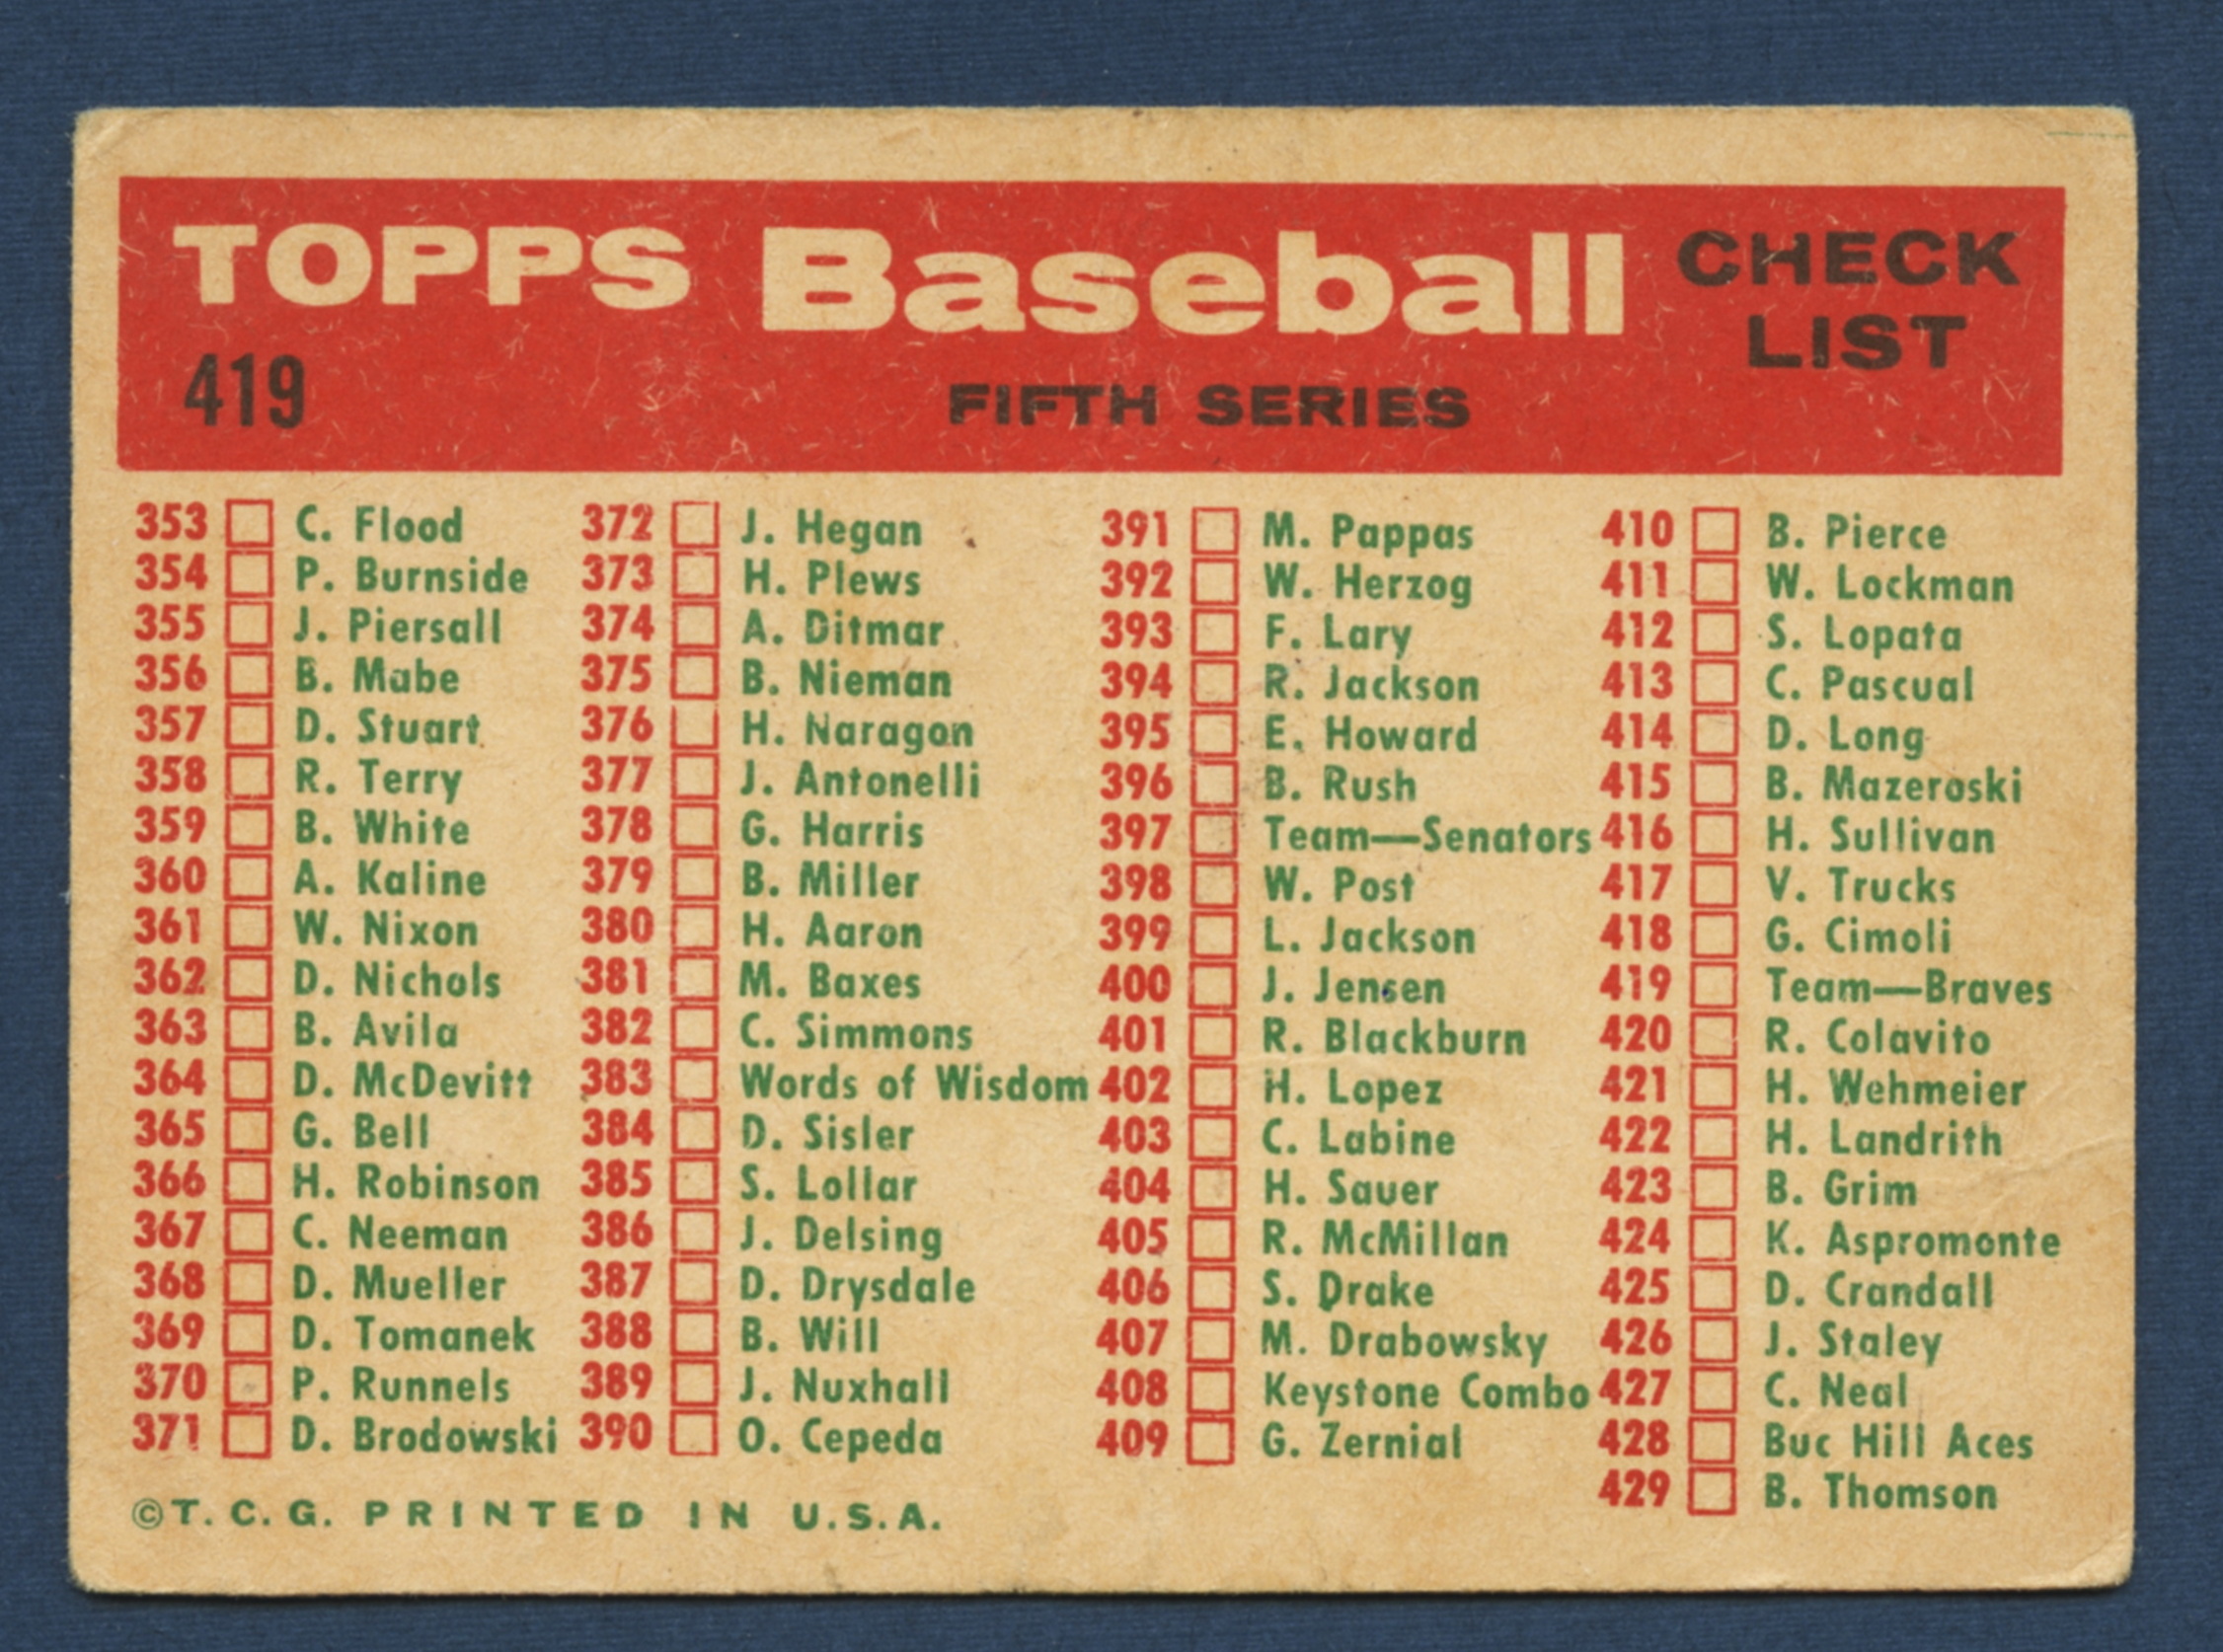 TOPPS Baseball CHECK LIST
419
FIFTH SERIES
353 C. Flood
354 P. Burnside
355 J. Piersall
356 B. Mabe
357 D. Stuart
358 R. Terry
359 B. White
360 A. Kaline
361 W. Nixon
362 D. Nichols
363 B. Avila
364 D. McDevitt
365 G. Bell
366 H. Robinson
367 C. Neeman
368 D. Mueller
369 D. Tomanek
370 P. Runnels
371 D. Brodowski
372 J. Hegan
373 H. Plews
374 A. Ditmar
375 B. Nieman
376 H. Naragon
377 J. Antonelli
378 G. Harris
379 B. Miller
380 H. Aaron
381 M. Baxes
382 C. Simmons
383 Words of Wisdom
384 D. Sisler
385 S. Lollar
386 J. Delsing
387 D. Drysdale
388 B. Will
389 J. Nuxhall
390 O. Cepeda
391 M. Pappas
392 W. Herzog
393 F. Lary
394 R. Jackson
395 E. Howard
396 B. Rush
397 Team—Senators
398 W. Post
399 L. Jackson
400 J. Jensen
401 R. Blackburn
402 H. Lopez
403 C. Labine
404 H. Sauer
405 R. McMillan
406 S. Drake
407 M. Drabowsky
408 Keystone Combo
409 G. Zernial
410 B. Pierce
411 W. Lockman
412 S. Lopata
413 C. Pascual
414 D. Long
415 B. Mazeroski
416 H. Sullivan
417 V. Trucks
418 G. Cimoli
419 Team—Braves
420 R. Colavito
421 H. Wehmeier
422 H. Landrith
423 B. Grim
424 K. Aspromonte
425 D. Crandall
426 J. Staley
427 C. Neal
428 Buc Hill Aces
429 B. Thomson
©T.C.G. PRINTED IN U.S.A.